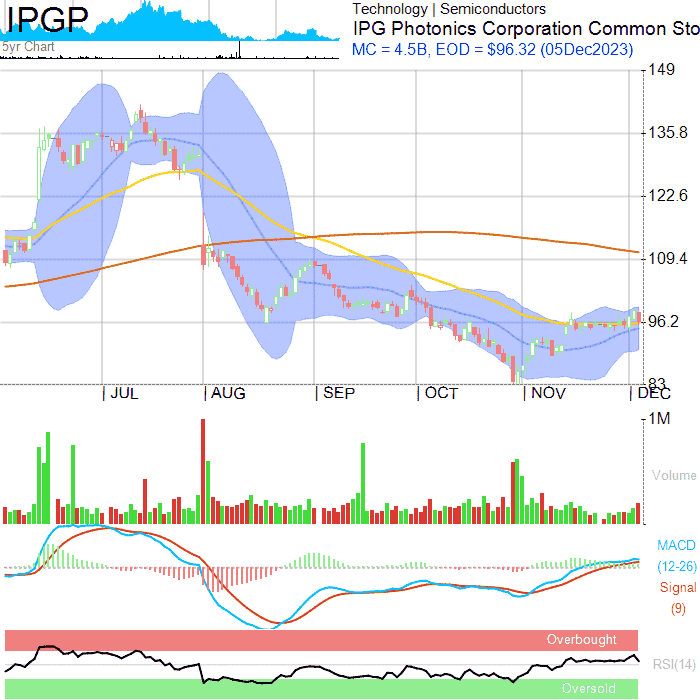 IPGP
5yr Chart
Technology | Semiconductors
IPG Photonics Corporation Common Sto
MC = 4.5B, EOD = $96.32 (05Dec2023)
149
135.8
122.6
109.4
96.2
83
JUL AUG SEP OCT NOV DEC
1M
Volume
MACD
(12-26)
Signal
(9)
Overbought
RSI(14)
Oversold